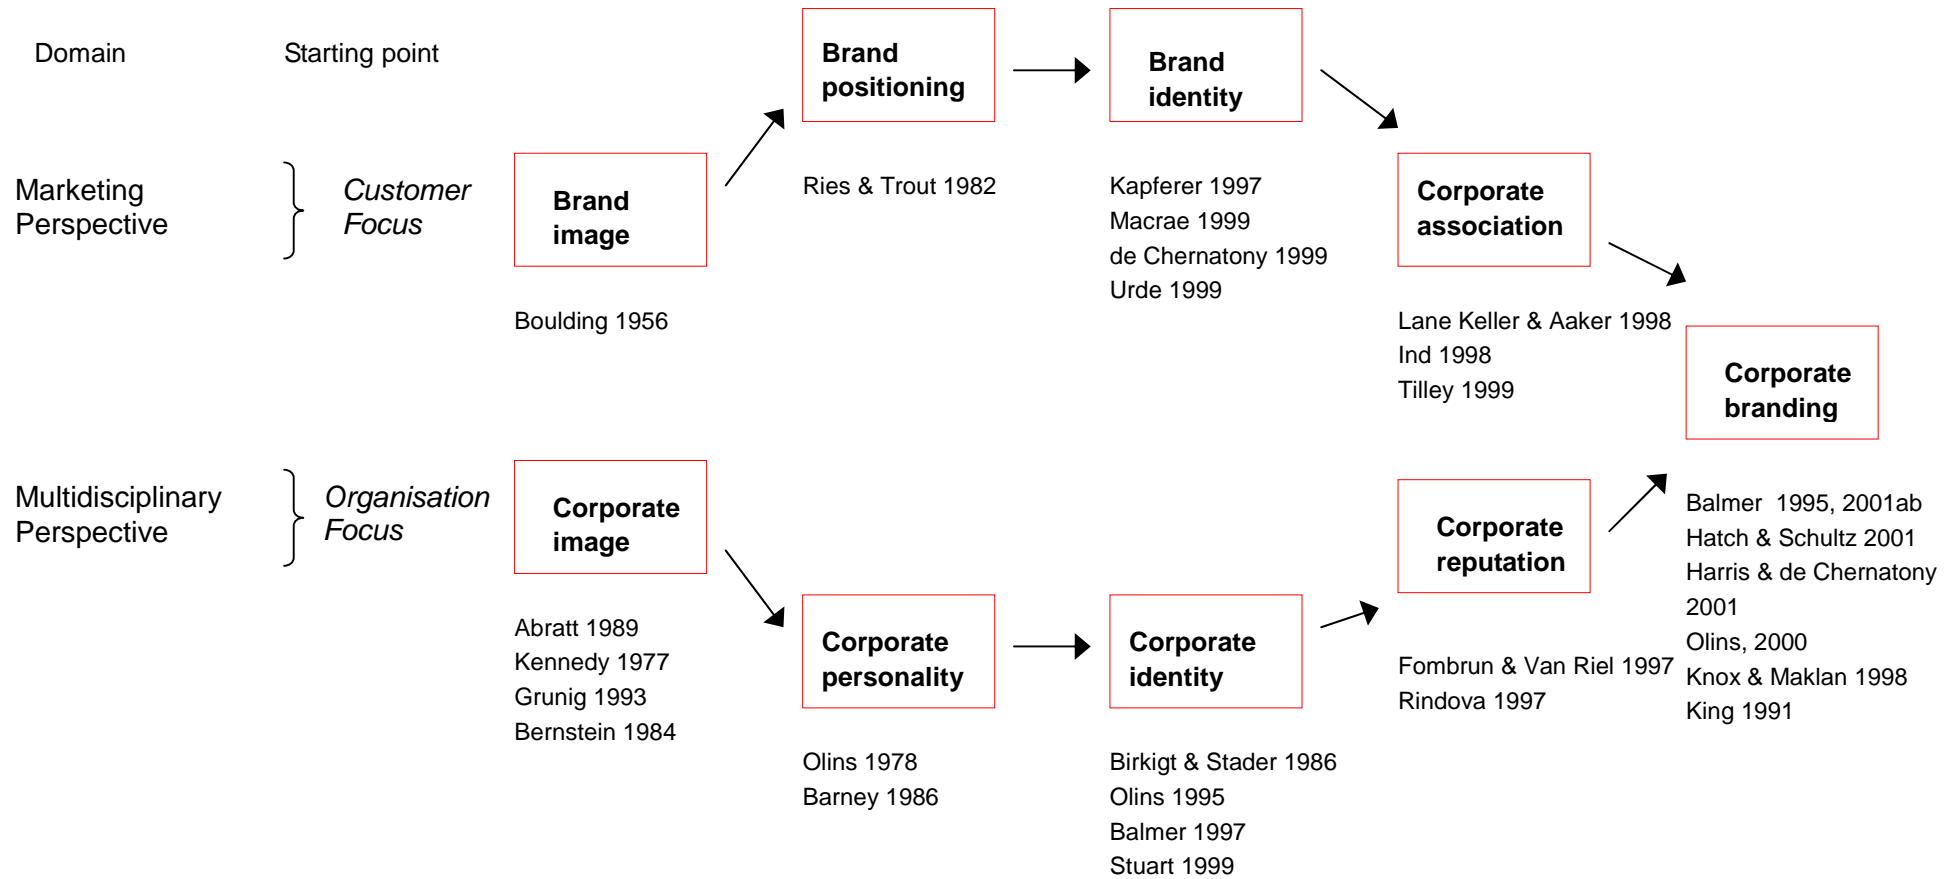 Domain
Starting point
Brand
positioning
Brand
identity
Marketing
Perspective
Customer
Focus
Brand
image
Ries & Trout 1982
Kapferer 1997
Macrae 1999
de Chernatony 1999
Urde 1999
Corporate
association
Boulding 1956
Lane Keller & Aaker 1998
Ind 1998
Tilley 1999
Corporate
branding
Multidisciplinary
Perspective
Organisation
Focus
Corporate
image
Corporate
reputation
Balmer  1995, 2001ab
Hatch & Schultz 2001
Harris & de Chernatony
2001
Olins, 2000
Knox & Maklan 1998
King 1991
Abratt 1989
Kennedy 1977
Grunig 1993
Bernstein 1984
Corporate
personality
Corporate
identity
Fombrun & Van Riel 1997
Rindova 1997
Olins 1978
Barney 1986
Birkigt & Stader 1986
Olins 1995
Balmer 1997
Stuart 1999